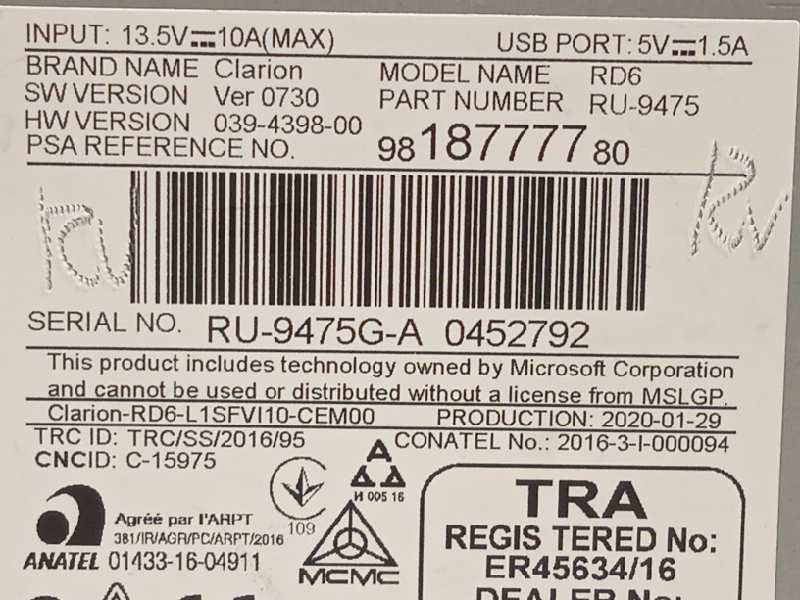 INPUT: 13.5V⎓10A(MAX) USB PORT: 5V⎓1.5A
BRAND NAME Clarion MODEL NAME RD6
SW VERSION Ver 0730 PART NUMBER RU-9475
HW VERSION 039-4398-00
PSA REFERENCE NO. 98 187777 80
SERIAL NO. RU-9475G-A 0452792
This product includes technology owned by Microsoft Corporation
and cannot be used or distributed without a license from MSLGP.
Clarion-RD6-L1SFVI10-CEM00 PRODUCTION: 2020-01-29
TRC ID: TRC/SS/2016/95 CONATEL No.: 2016-3-I-000094
CNCID: C-15975
H 005 16
109
Agréé par l'ARPT
381/IR/AGR/PC/ARPT/2016
ANATEL 01433-16-04911
MCMC
TRA
REGIS TERED No:
ER45634/16
DEALER No: